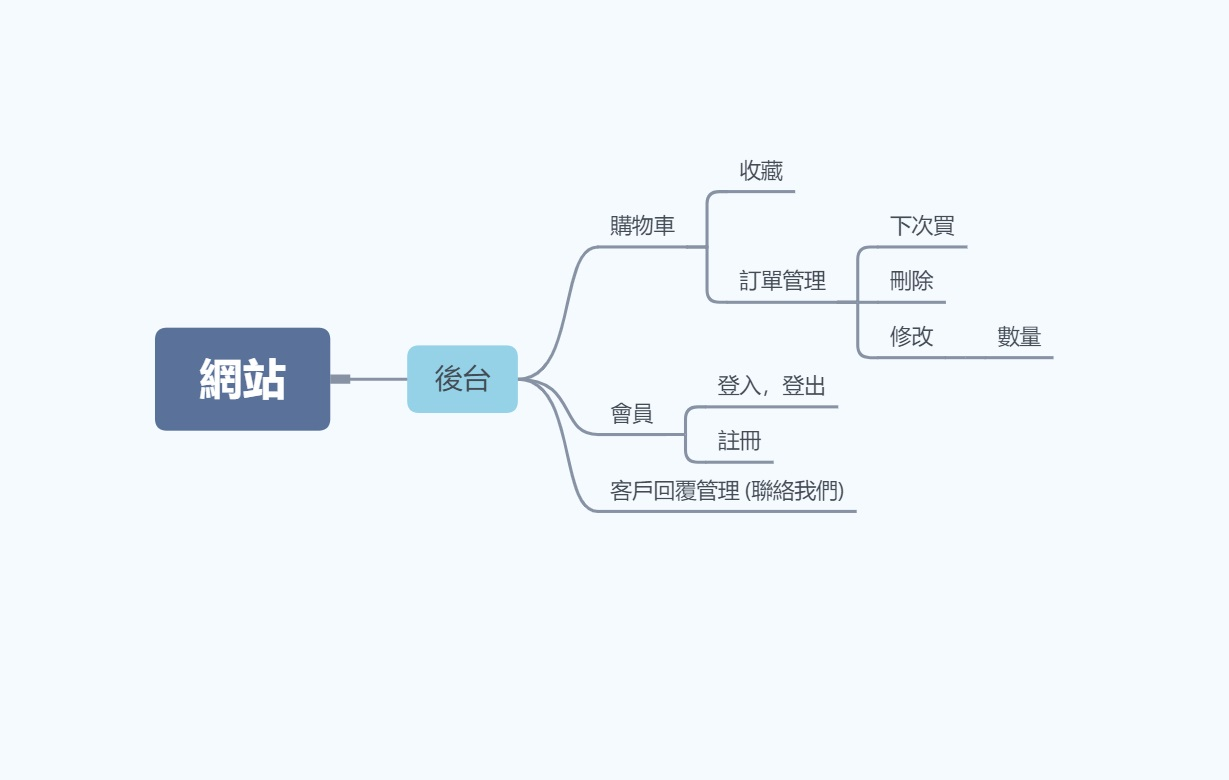 網站
後台
購物車
收藏
訂單管理
下次買
刪除
修改
數量
會員
登入，登出
註冊
客戶回覆管理 (聯絡我們)